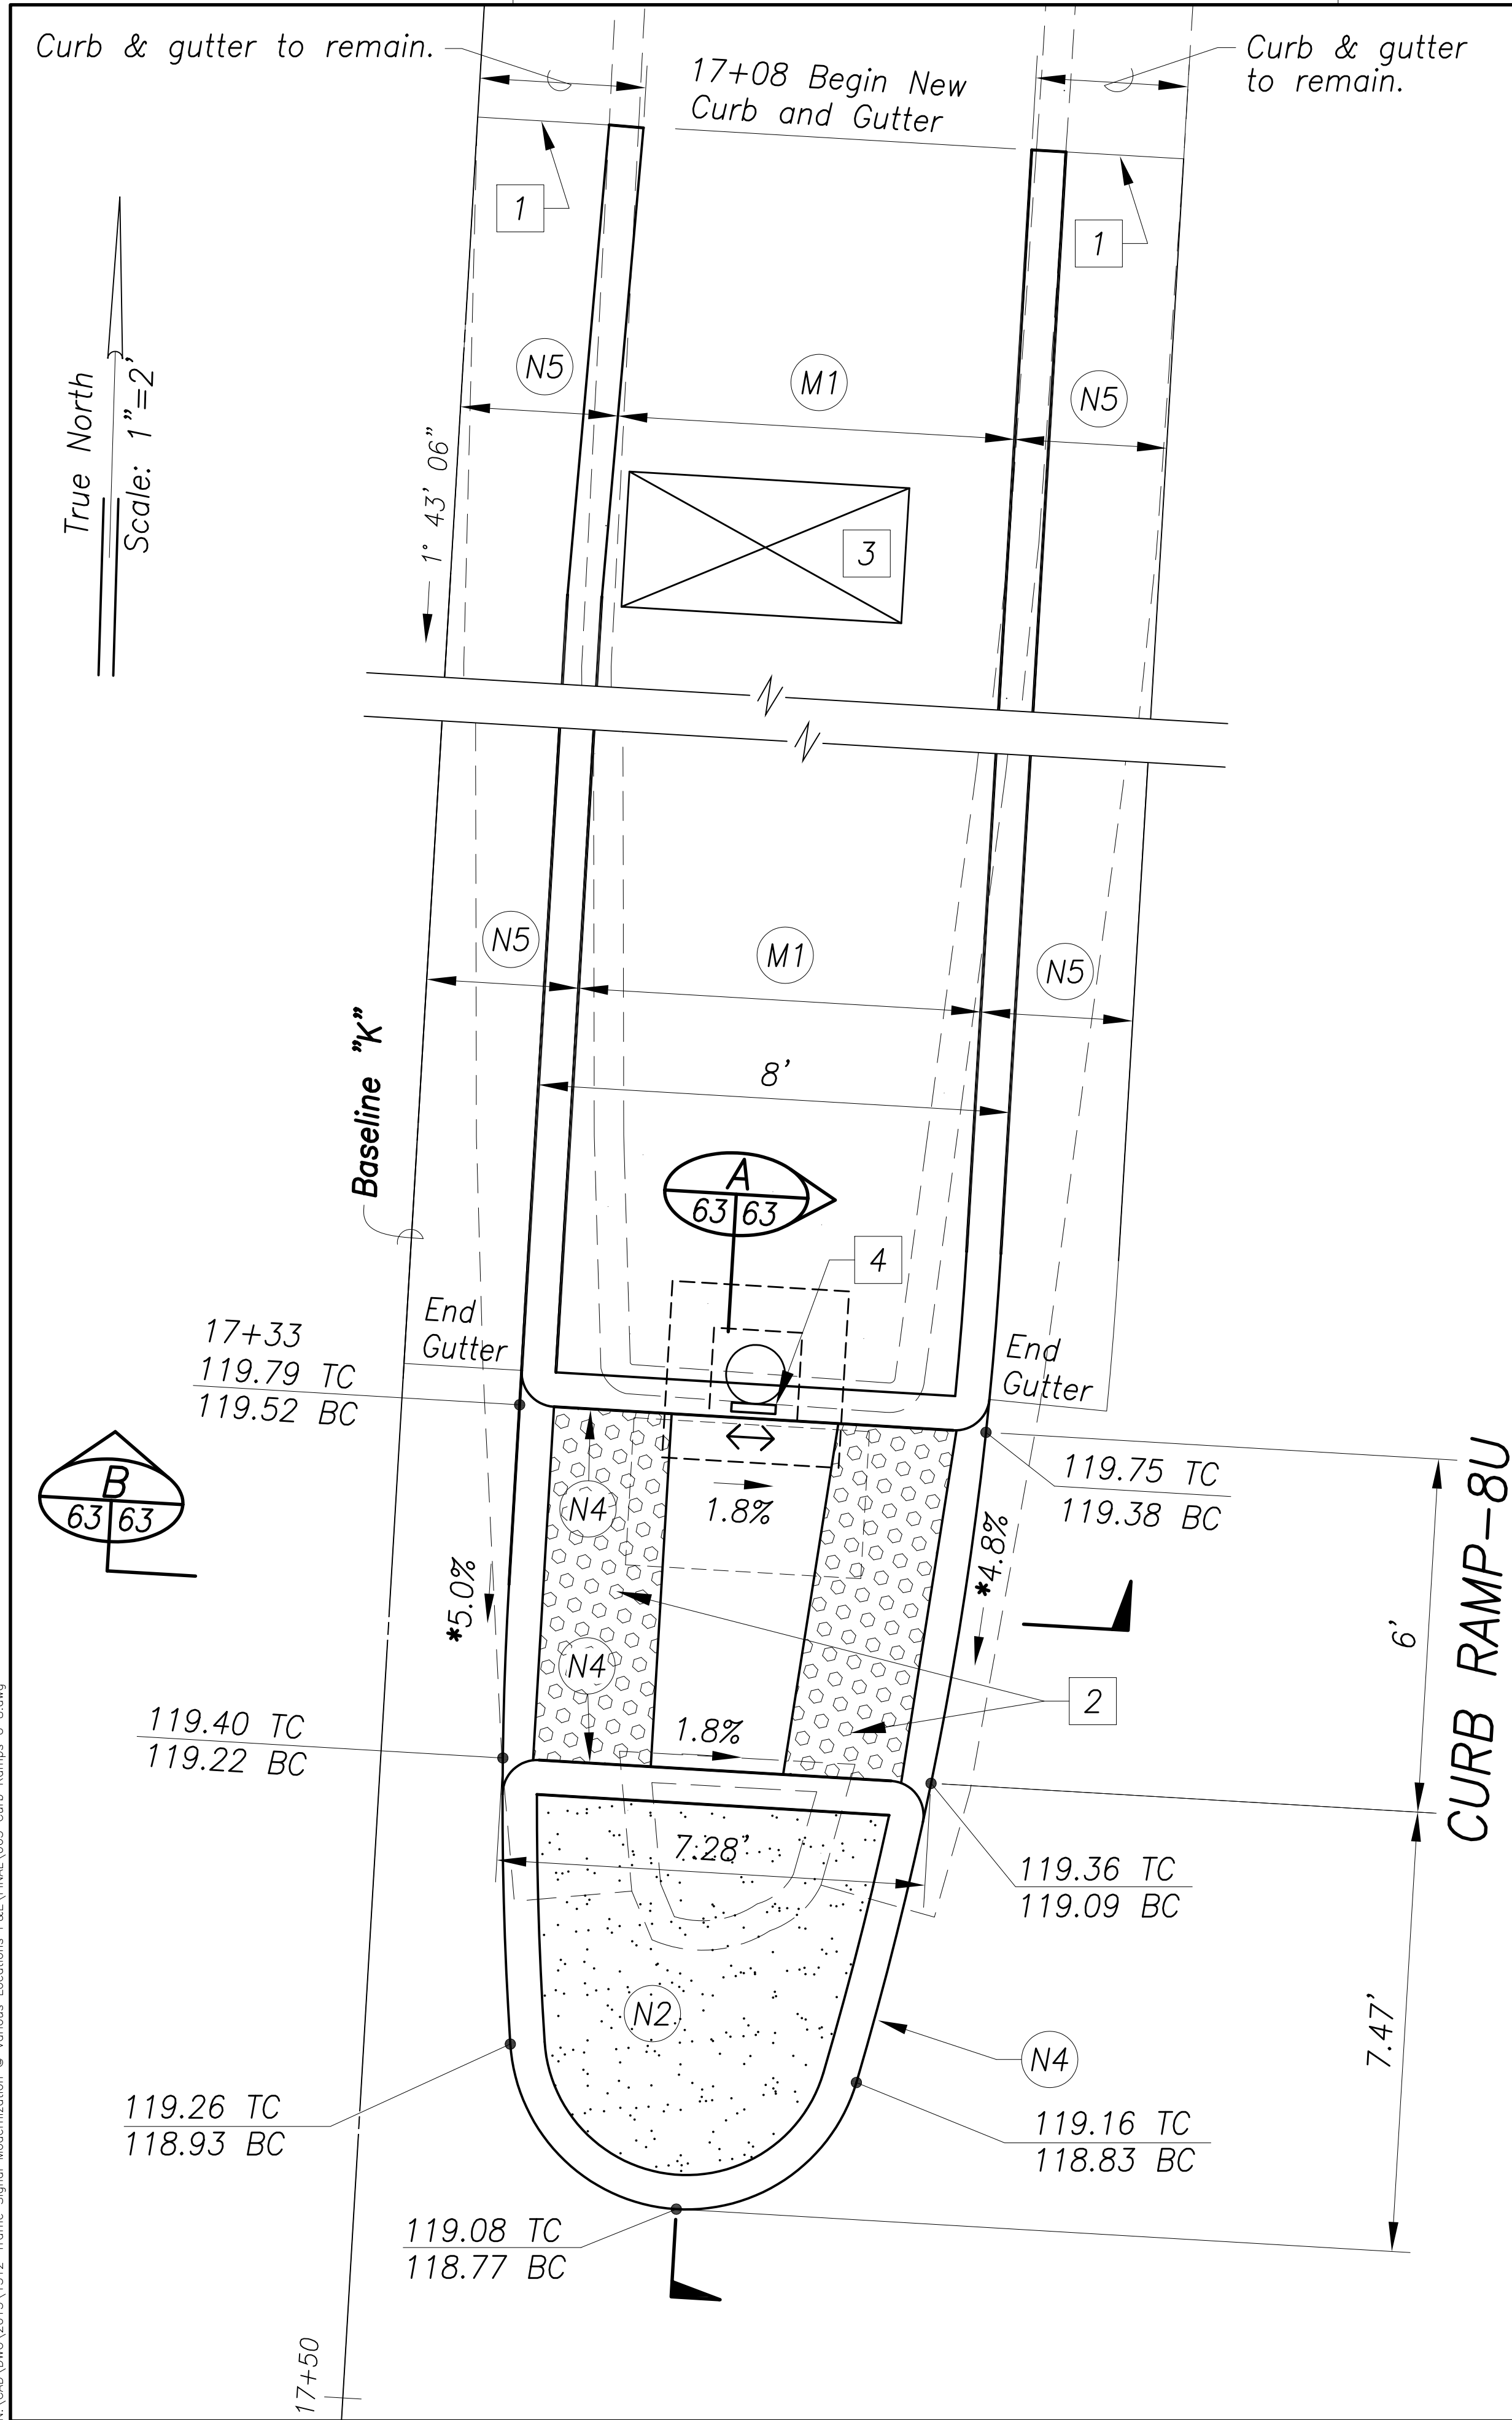 Curb & gutter to remain.
17+08 Begin New
Curb and Gutter
Curb & gutter
to remain.
1
1
True North
Scale: 1"=2'
N5
M1
N5
1° 43' 06"
3
N5
M1
N5
Baseline "K"
8'
A
63 63
4
End
Gutter
End
Gutter
17+33
119.79 TC
119.52 BC
B
63 63
N4
1.8%
119.75 TC
119.38 BC
*5.0%
*4.8%
6'
CURB RAMP-8U
N4
2
119.40 TC
119.22 BC
1.8%
7.28'
119.36 TC
119.09 BC
N2
N4
7.47'
119.26 TC
118.93 BC
119.16 TC
118.83 BC
119.08 TC
118.77 BC
17+50